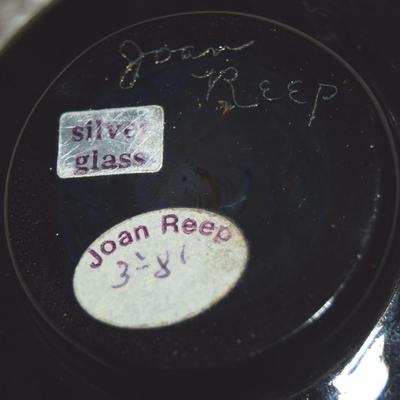 Joan
Reep
silver
glass
Joan Reep
3-81